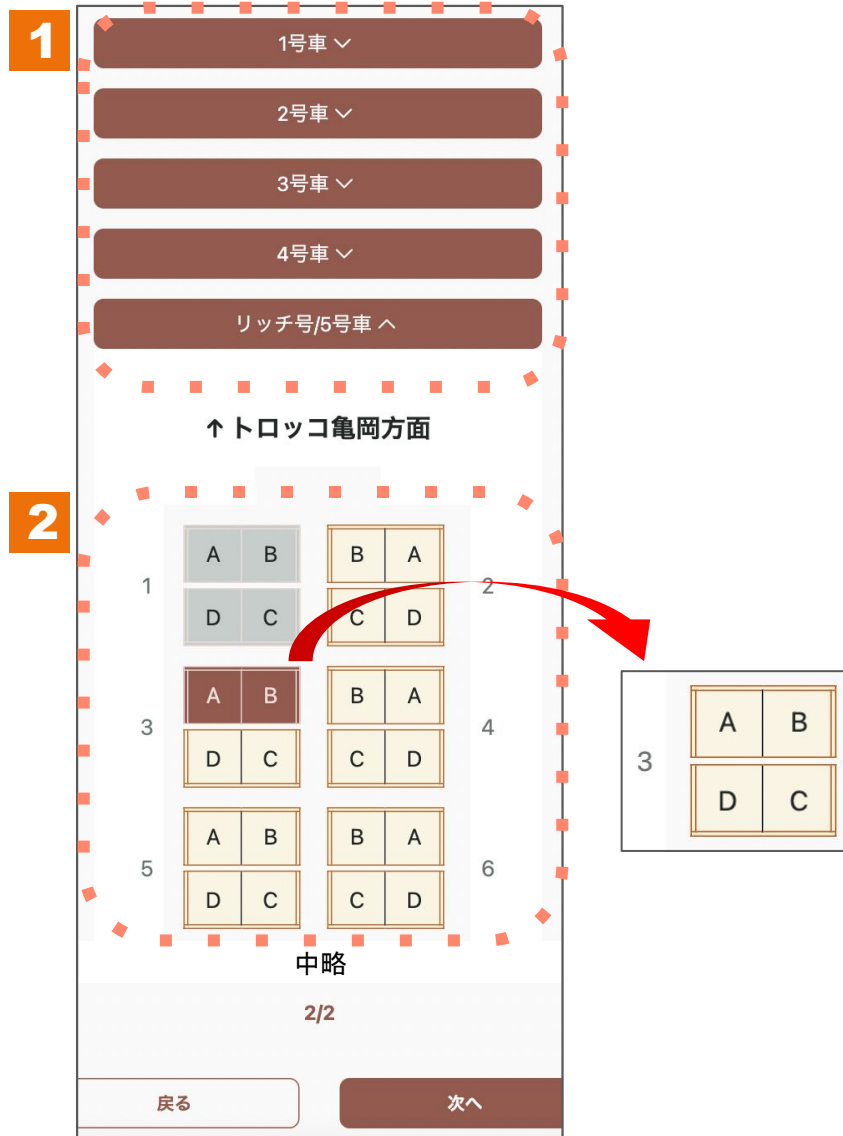 1
1号車
2号車
3号車
4号車
リッチ号/5号車
↑トロッコ亀岡方面
2
A B B A
1 2
D C C D
A B B A
3 4
D C C D
A B B A
5 6
D C C D
A B
3
D C
中略
2/2
戻る 次へ